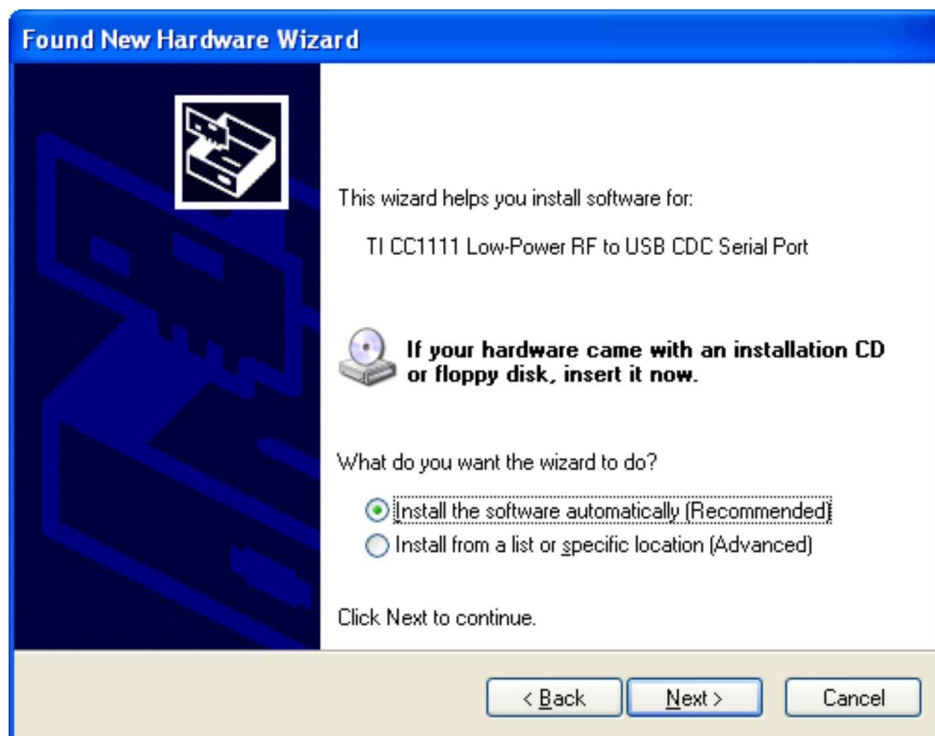 Found New Hardware Wizard
This wizard helps you install software for:
TI CC1111 Low-Power RF to USB CDC Serial Port
If your hardware came with an installation CD
or floppy disk, insert it now.
What do you want the wizard to do?
Install the software automatically (Recommended)
Install from a list or specific location (Advanced)
Click Next to continue.
< Back Next > Cancel